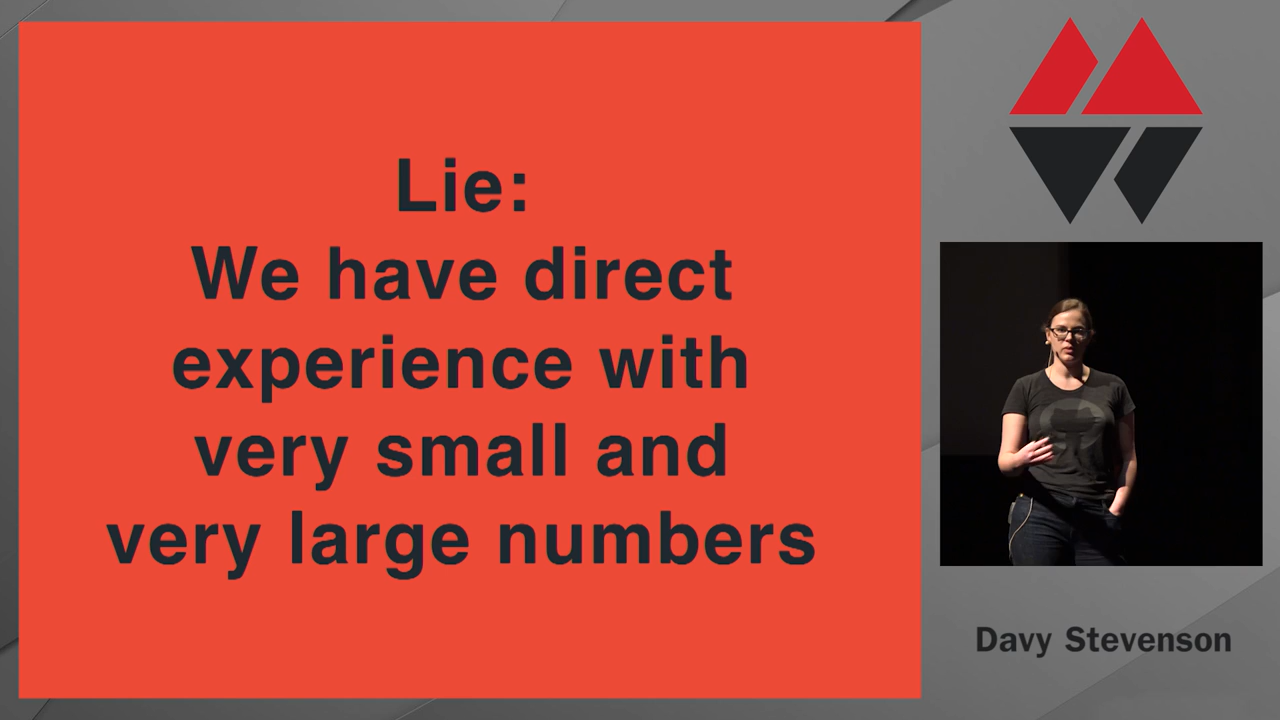 Lie:
We have direct
experience with
very small and
very large numbers
Davy Stevenson